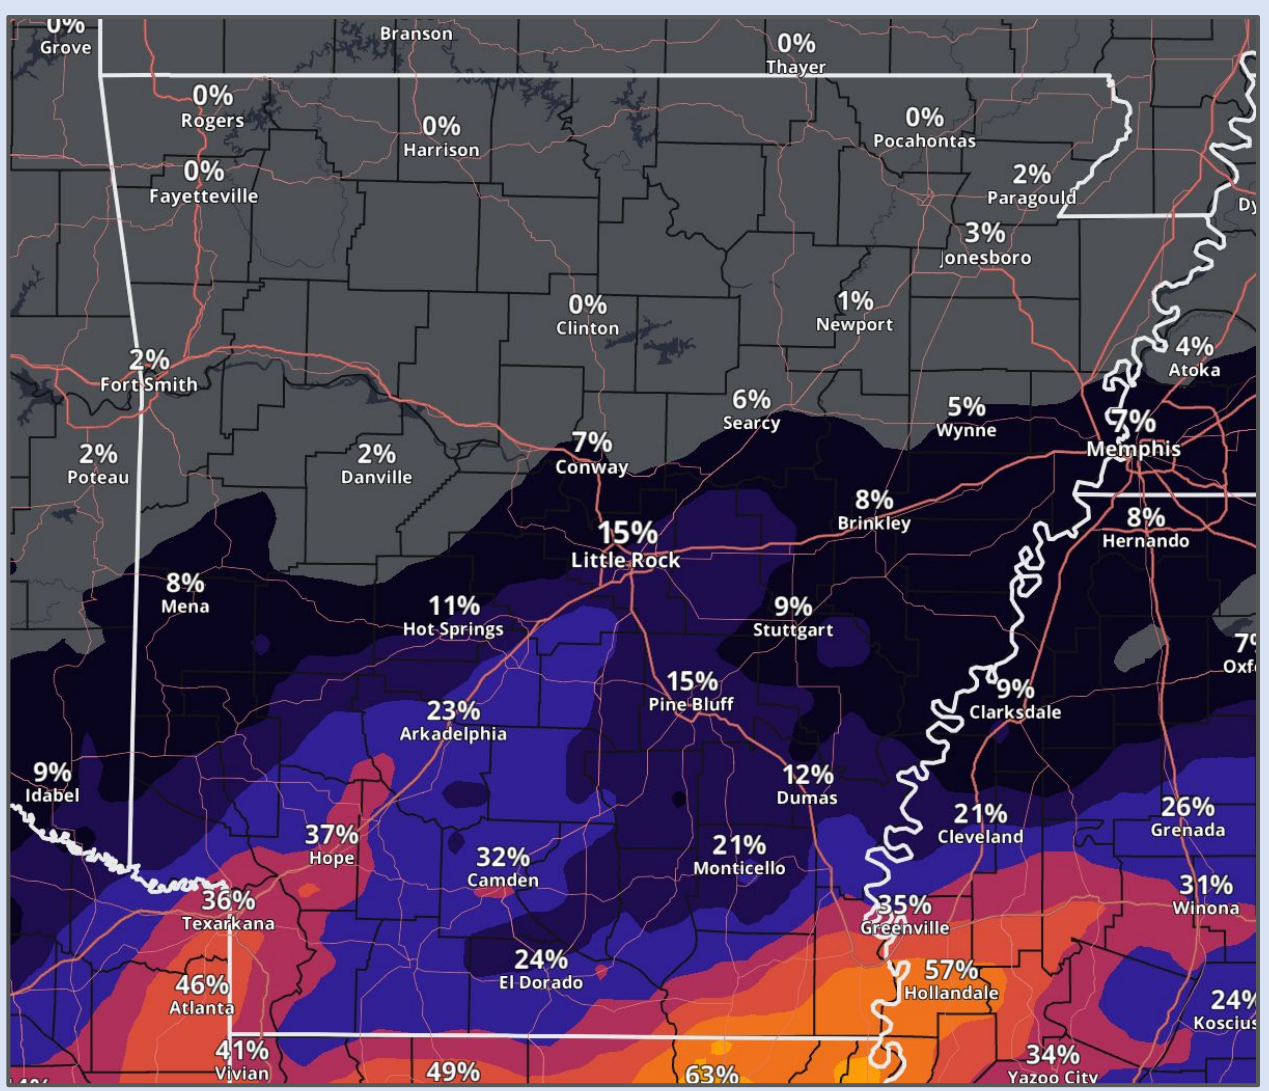 0%
Grove
Branson
0%
Thayer
0%
Rogers
0%
Harrison
0%
Pocahontas
0%
Fayetteville
2%
Paragould
3%
Jonesboro
0%
Clinton
1%
Newport
2%
Fort Smith
4%
Atoka
6%
Searcy
5%
Wynne
7%
Memphis
2%
Poteau
2%
Danville
7%
Conway
8%
Brinkley
15%
Little Rock
8%
Hernando
8%
Mena
11%
Hot Springs
9%
Stuttgart
15%
Pine Bluff
9%
Clarksdale
23%
Arkadelphia
9%
Idabel
12%
Dumas
37%
Hope
32%
Camden
21%
Monticello
21%
Cleveland
26%
Grenada
36%
Texarkana
35%
Greenville
31%
Winona
46%
Atlanta
24%
El Dorado
57%
Hollandale
24%
Koscius
41%
Vivian
49%
63%
34%
Yazoo City